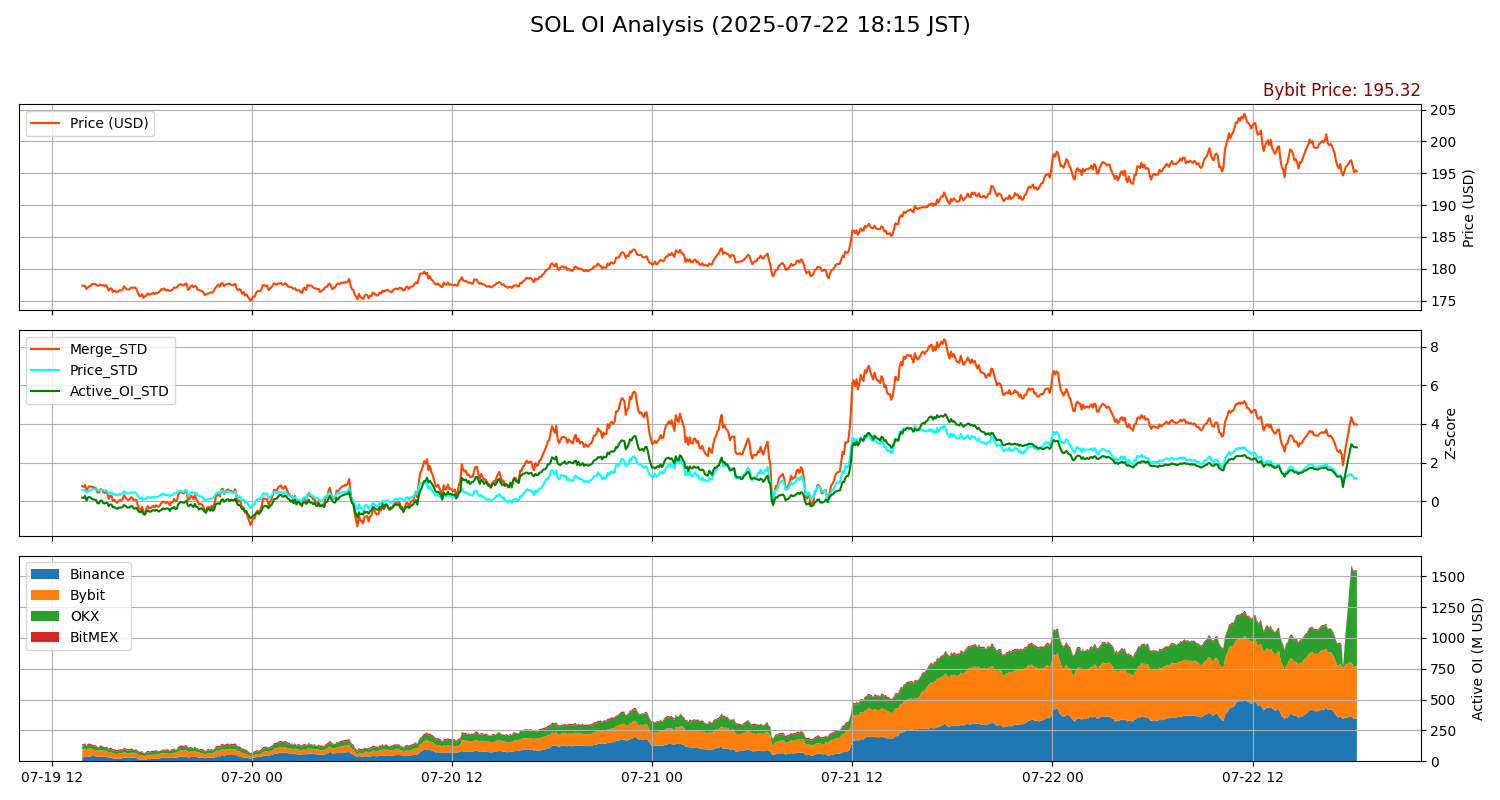 SOL OI Analysis (2025-07-22 18:15 JST)
Bybit Price: 195.32
Price (USD)
205
200
195
190
185
180
175
Price (USD)
Merge_STD
Price_STD
Active_OI_STD
8
6
4
2
0
Z-Score
Binance
Bybit
OKX
BitMEX
1500
1250
1000
750
500
250
0
Active OI (M USD)
07-19 12
07-20 00
07-20 12
07-21 00
07-21 12
07-22 00
07-22 12